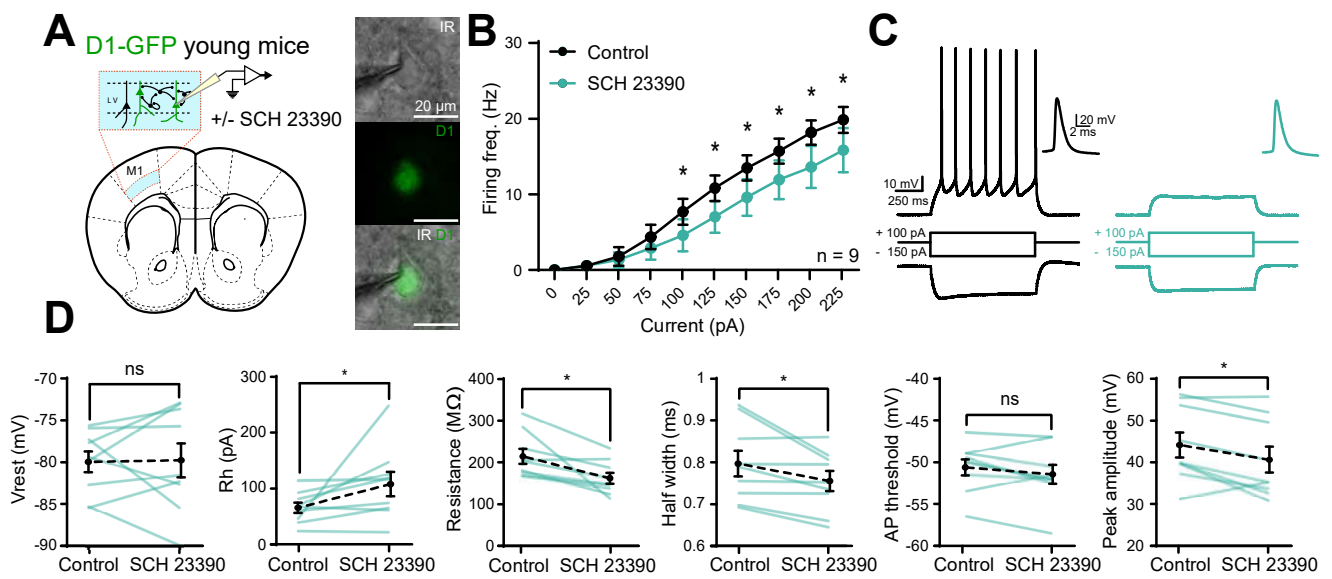 A
D1-GFP young mice
L V
+/- SCH 23390
M1
IR
20 µm
D1
IR D1
B
Firing freq. (Hz)
30
20
10
0
Control
SCH 23390
* * * * * *
n = 9
0 25 50 75 100 125 150 175 200 225
Current (pA)
C
20 mV
2 ms
10 mV
250 ms
+ 100 pA
- 150 pA
+ 100 pA
- 150 pA
D
Vrest (mV)
-70
-75
-80
-85
-90
ns
Control SCH 23390
Rh (pA)
300
200
100
0
*
Control SCH 23390
Resistance (MΩ)
400
300
200
100
0
*
Control SCH 23390
Half width (ms)
1
0.9
0.8
0.7
0.6
*
Control SCH 23390
AP threshold (mV)
-40
-45
-50
-55
-60
ns
Control SCH 23390
Peak amplitude (mV)
60
50
40
30
20
*
Control SCH 23390